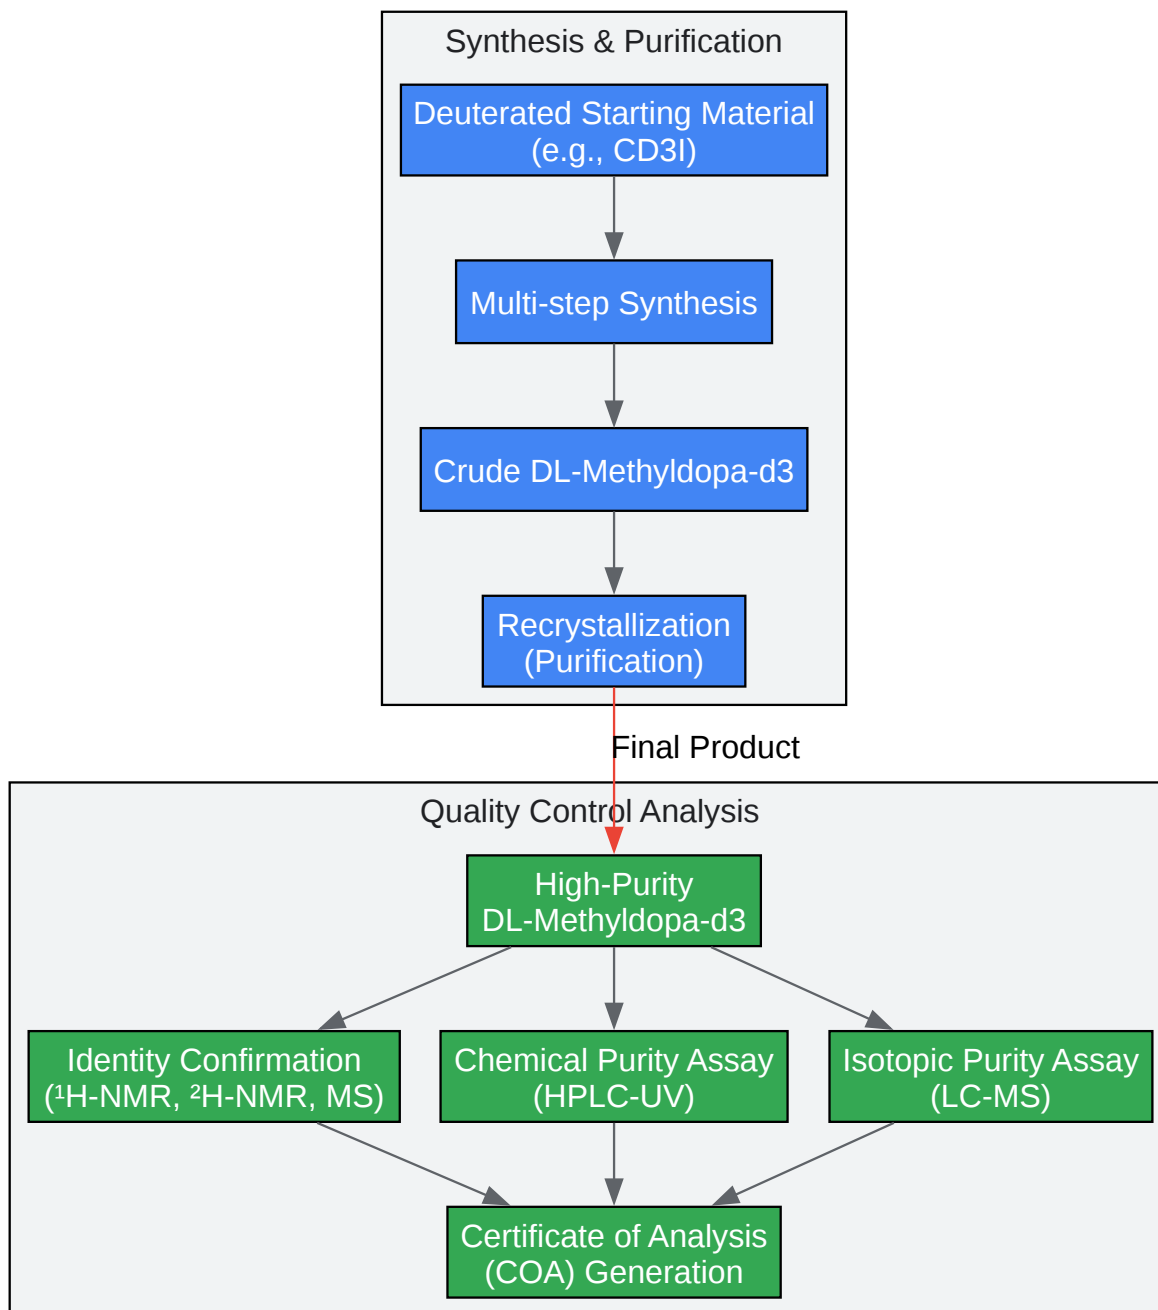 Synthesis & Purification
Deuterated Starting Material
(e.g., CD3I)
Multi-step Synthesis
Crude DL-Methyldopa-d3
Recrystallization
(Purification)
Final Product
Quality Control Analysis
High-Purity
DL-Methyldopa-d3
Identity Confirmation
(¹H-NMR, ²H-NMR, MS)
Chemical Purity Assay
(HPLC-UV)
Isotopic Purity Assay
(LC-MS)
Certificate of Analysis
(COA) Generation